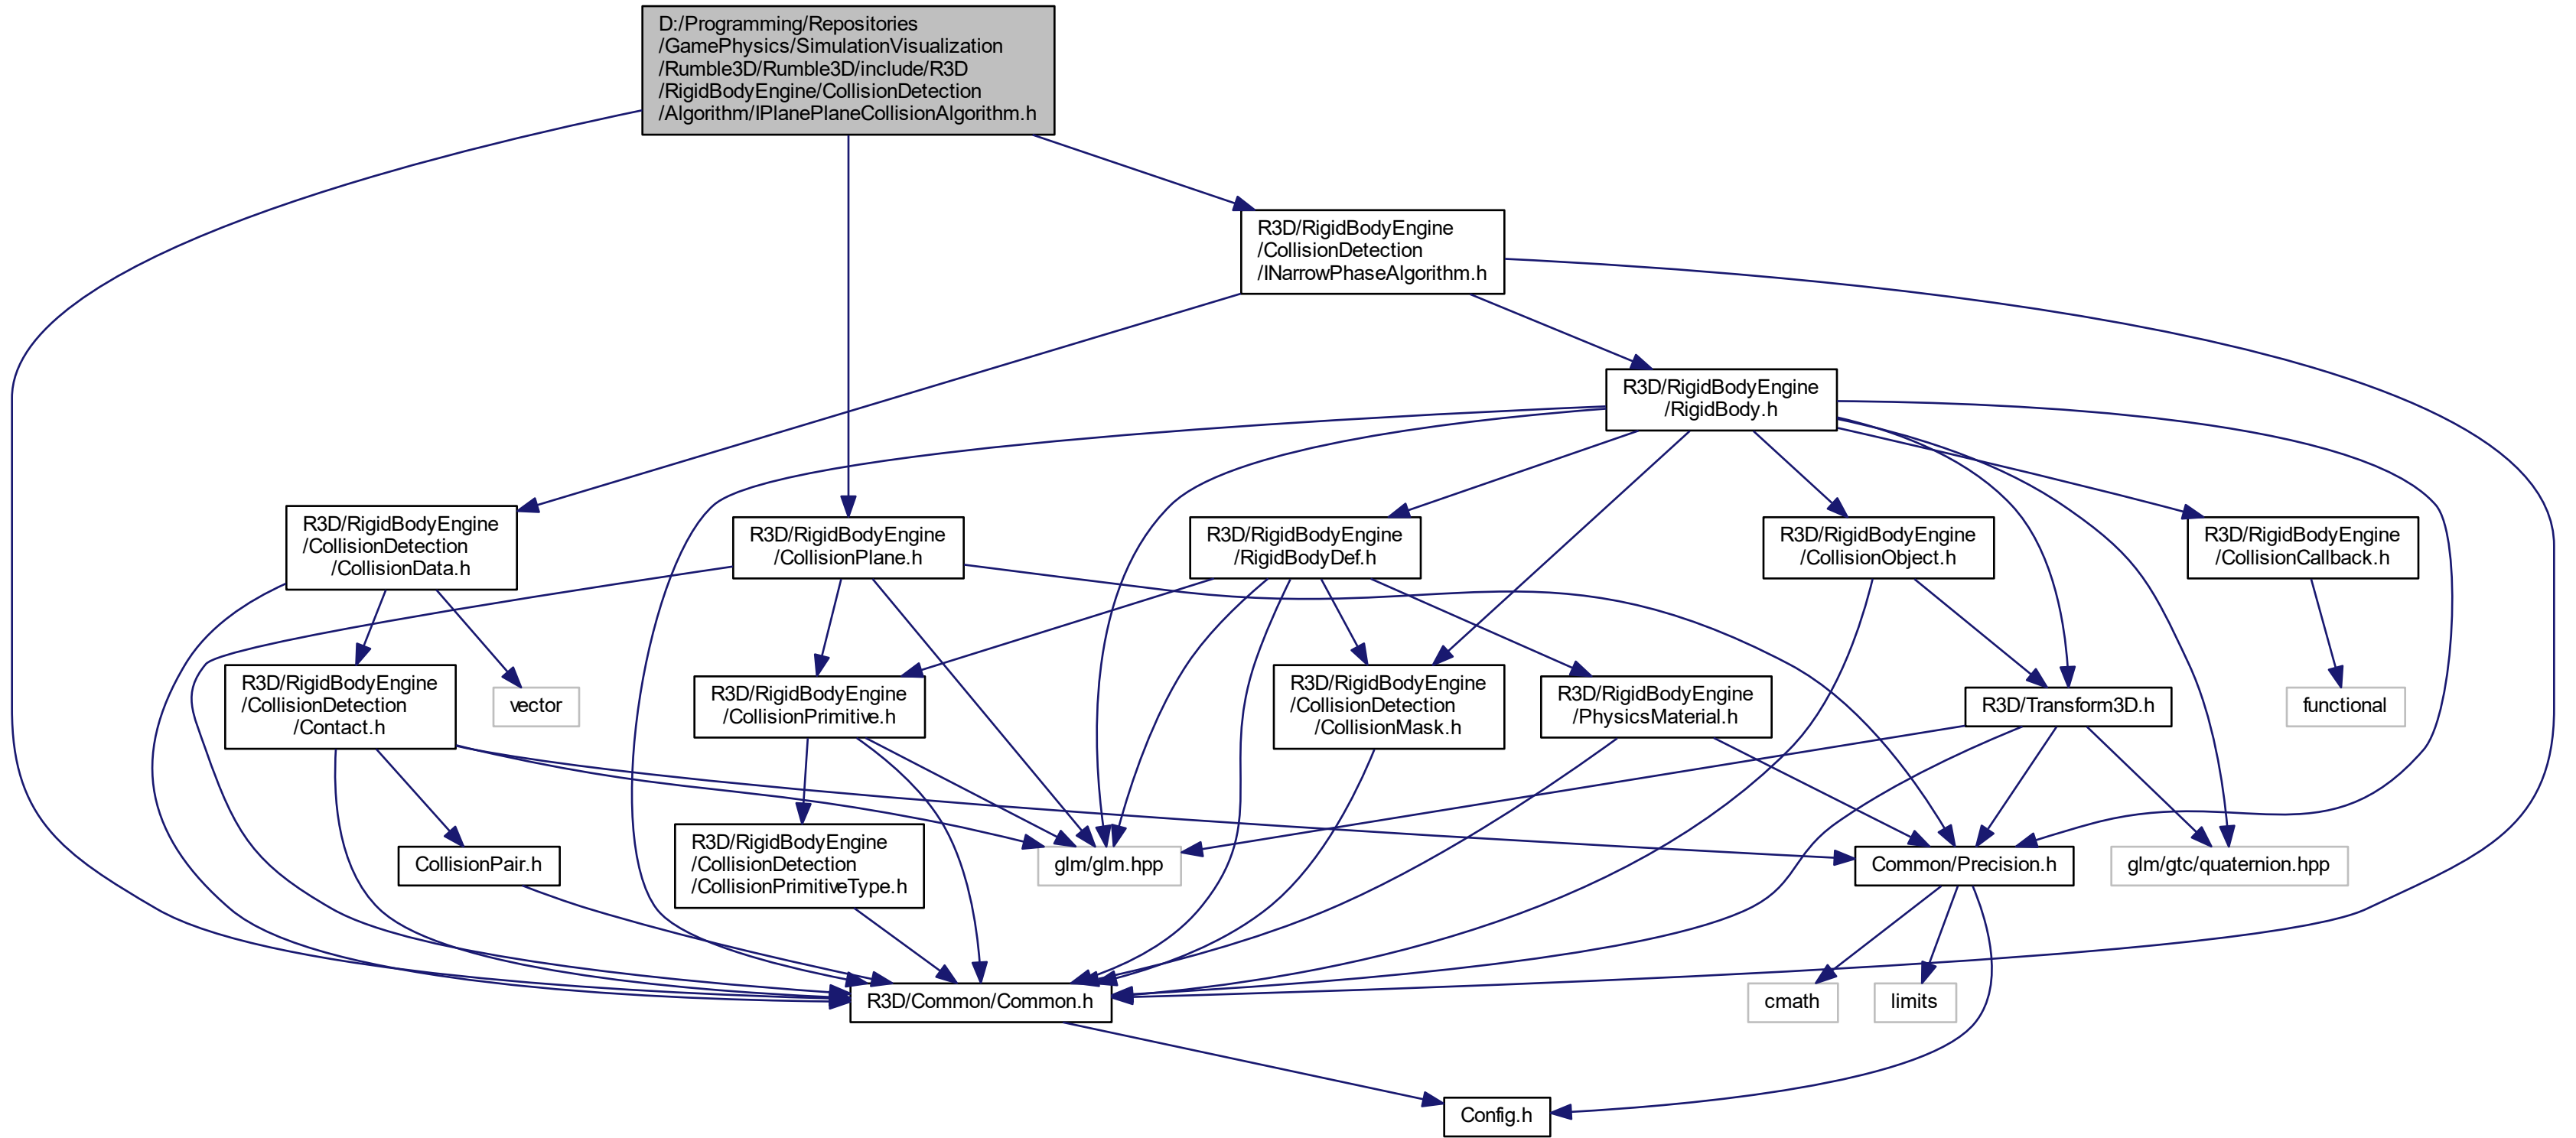 D:/Programming/Repositories
/GamePhysics/SimulationVisualization
/Rumble3D/Rumble3D/include/R3D
/RigidBodyEngine/CollisionDetection
/Algorithm/IPlanePlaneCollisionAlgorithm.h
R3D/RigidBodyEngine
/CollisionDetection
/INarrowPhaseAlgorithm.h
R3D/RigidBodyEngine
/RigidBody.h
R3D/RigidBodyEngine
/CollisionDetection
/CollisionData.h
R3D/RigidBodyEngine
/CollisionPlane.h
R3D/RigidBodyEngine
/RigidBodyDef.h
R3D/RigidBodyEngine
/CollisionObject.h
R3D/RigidBodyEngine
/CollisionCallback.h
R3D/RigidBodyEngine
/CollisionDetection
/Contact.h
vector
R3D/RigidBodyEngine
/CollisionPrimitive.h
R3D/RigidBodyEngine
/CollisionDetection
/CollisionMask.h
R3D/RigidBodyEngine
/PhysicsMaterial.h
R3D/Transform3D.h
functional
CollisionPair.h
R3D/RigidBodyEngine
/CollisionDetection
/CollisionPrimitiveType.h
glm/glm.hpp
Common/Precision.h
glm/gtc/quaternion.hpp
R3D/Common/Common.h
cmath
limits
Config.h